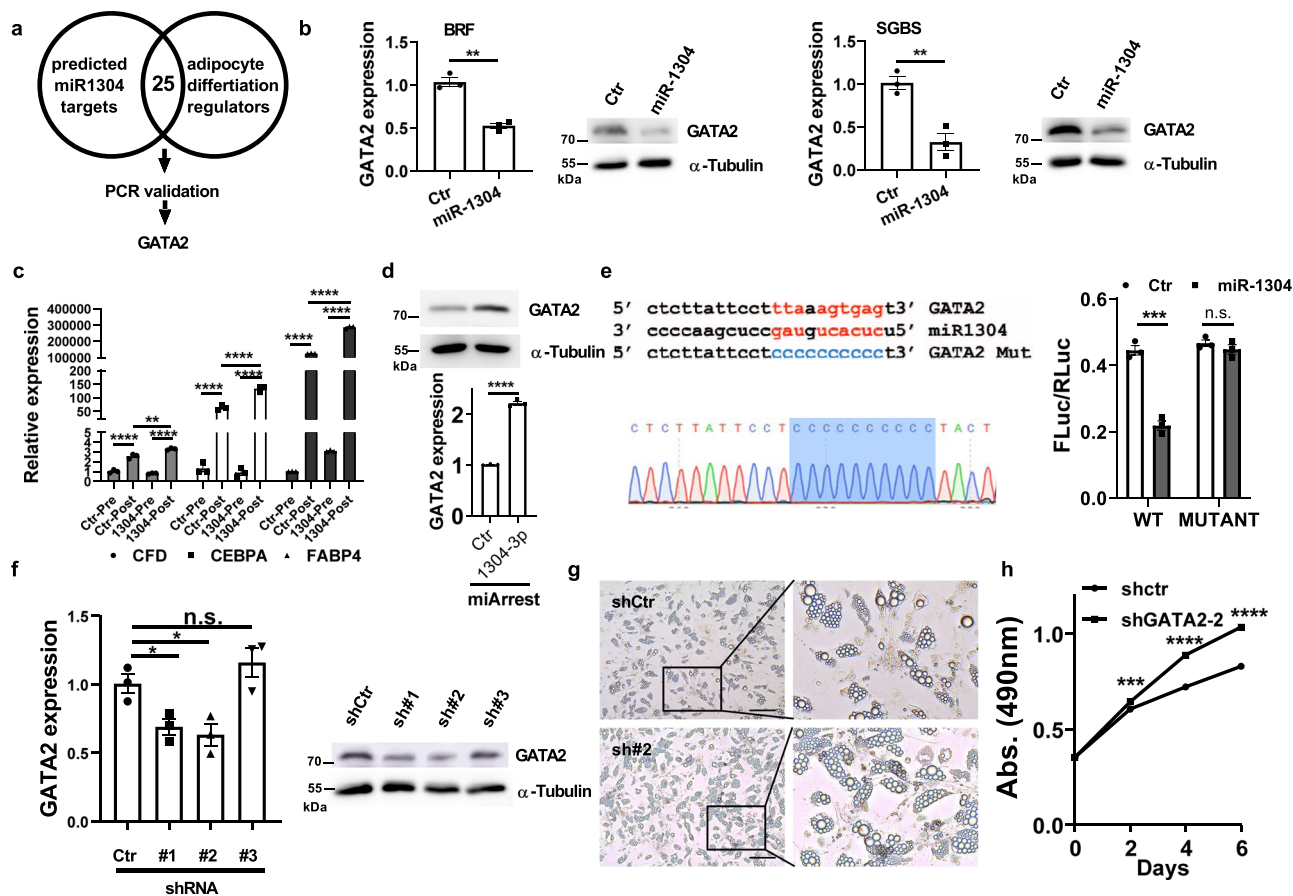 a
predicted
miR1304
targets
25
adipocyte
differtiation
regulators
PCR validation
GATA2
b
BRF
GATA2 expression
1.5
1.0
0.5
0.0
**
Ctr
miR-1304
Ctr
miR-1304
70
55
kDa
GATA2
α-Tubulin
SGBS
GATA2 expression
1.5
1.0
0.5
0.0
**
Ctr
miR-1304
Ctr
miR-1304
70
55
kDa
GATA2
α-Tubulin
c
Relative expression
400000
300000
200000
100000
200
150
100
50
5
4
3
2
1
0
**** ** ****
**** **** ****
**** **** ****
Ctr-Pre
Ctr-Post
1304-Pre
1304-Post
Ctr-Pre
Ctr-Post
1304-Pre
1304-Post
Ctr-Pre
Ctr-Post
1304-Pre
1304-Post
CFD CEBPA FABP4
d
70
55
kDa
GATA2
α-Tubulin
GATA2 expression
2
1
0
****
Ctr
1304-3p
miArrest
e
5' ctcttattccttta​aagtgagt3' GATA2
3' ccccaagcuccgaugucacucu5' miR1304
5' ctcttattcctccccccccccct3' GATA2 Mut
C T C T T A T T C C T C C C C C C C C C C T A C T
Ctr miR-1304
FLuc/RLuc
0.6
0.4
0.2
0.0
***
n.s.
WT MUTANT
f
GATA2 expression
1.5
1.0
0.5
0.0
n.s.
*
*
Ctr #1 #2 #3
shRNA
shCtr
sh#1
sh#2
sh#3
70
55
kDa
GATA2
α-Tubulin
g
shCtr
sh#2
h
shctr
shGATA2-2
Abs. (490nm)
1.0
0.5
0.0
***
****
****
0 2 4 6
Days